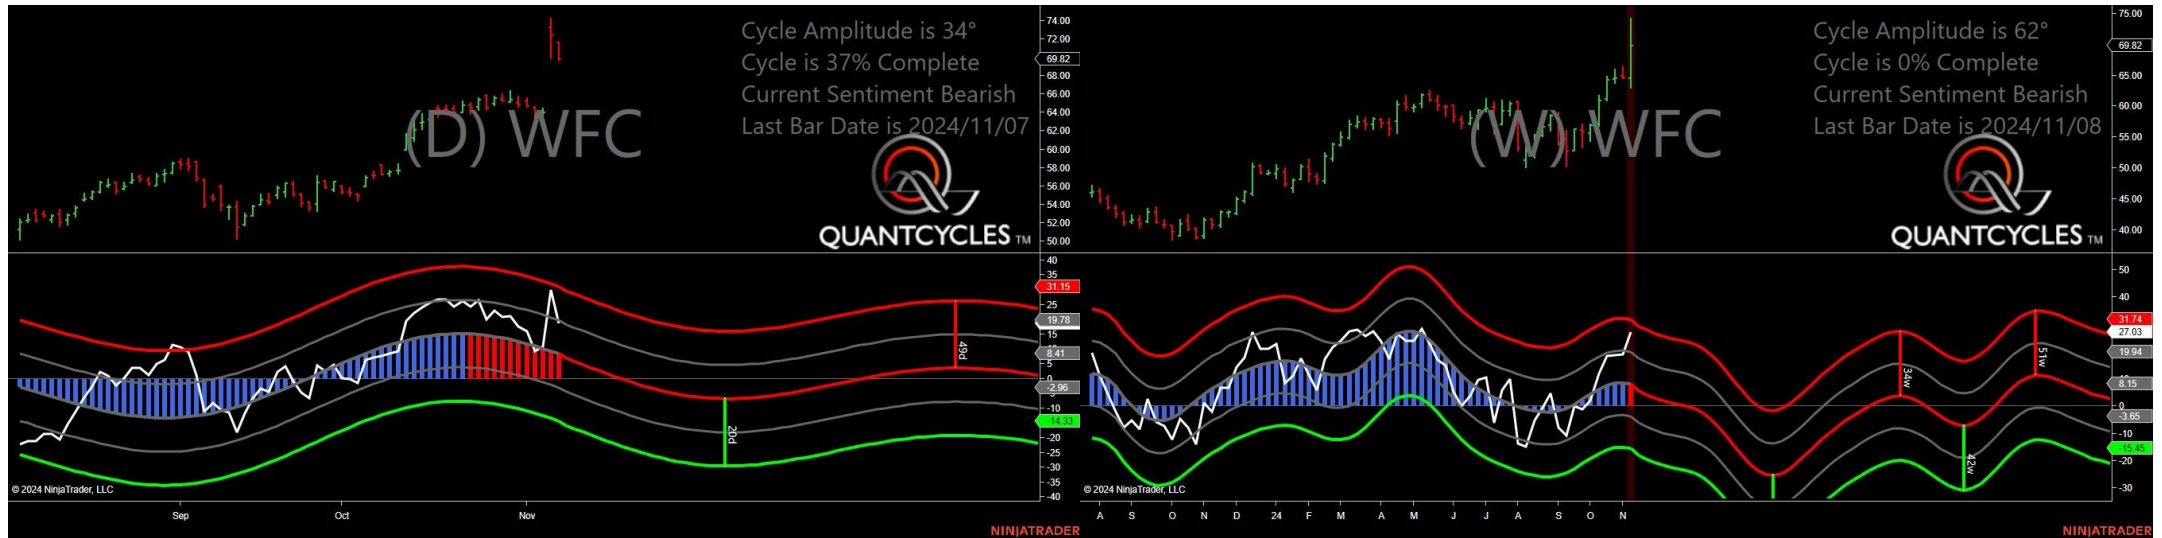 Cycle Amplitude is 34°
Cycle is 37% Complete
Current Sentiment Bearish
Last Bar Date is 2024/11/07
(D) WFC
QUANTCYCLES TM
74.00
72.00
69.82
68.00
66.00
64.00
62.00
60.00
58.00
56.00
54.00
52.00
50.00
40
35
31.15
25
19.78
15
8.41
5
0
-2.96
-10
-14.33
-20
-25
-30
-35
-40
49d
20d
© 2024 NinjaTrader, LLC
Sep
Oct
Nov
NINJATRADER
Cycle Amplitude is 62°
Cycle is 0% Complete
Current Sentiment Bearish
Last Bar Date is 2024/11/08
(W) WFC
QUANTCYCLES TM
75.00
69.82
65.00
60.00
55.00
50.00
45.00
40.00
50
40
31.74
27.03
19.94
8.15
0
-3.65
-10
-15.45
-20
-30
34w
51w
42w
© 2024 NinjaTrader, LLC
A S O N D 24 F M A M J J A S O N
NINJATRADER